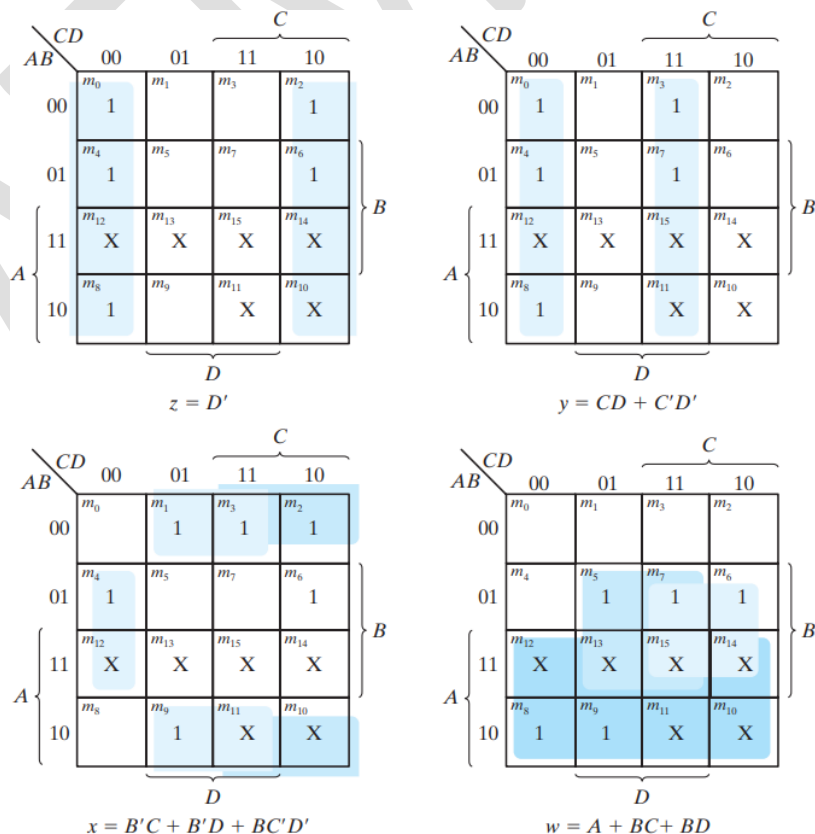 C
CD
AB 00 01 11 10
m0 1 m1 m3 m2 1
00
m4 1 m5 m7 m6 1
01
B
m12 X m13 X m15 X m14 X
11
A
m8 1 m9 m11 X m10 X
10
D
z = D′
C
CD
AB 00 01 11 10
m0 1 m1 m3 1 m2
00
m4 1 m5 m7 1 m6
01
B
m12 X m13 X m15 X m14 X
11
A
m8 1 m9 m11 X m10 X
10
D
y = CD + C′D′
C
CD
AB 00 01 11 10
m0 m1 1 m3 1 m2 1
00
m4 1 m5 m7 m6 1
01
B
m12 X m13 X m15 X m14 X
11
A
m8 m9 1 m11 X m10 X
10
D
x = B′C + B′D + BC′D′
C
CD
AB 00 01 11 10
m0 m1 m3 m2
00
m4 m5 1 m7 1 m6 1
01
B
m12 X m13 X m15 X m14 X
11
A
m8 1 m9 1 m11 X m10 X
10
D
w = A + BC + BD